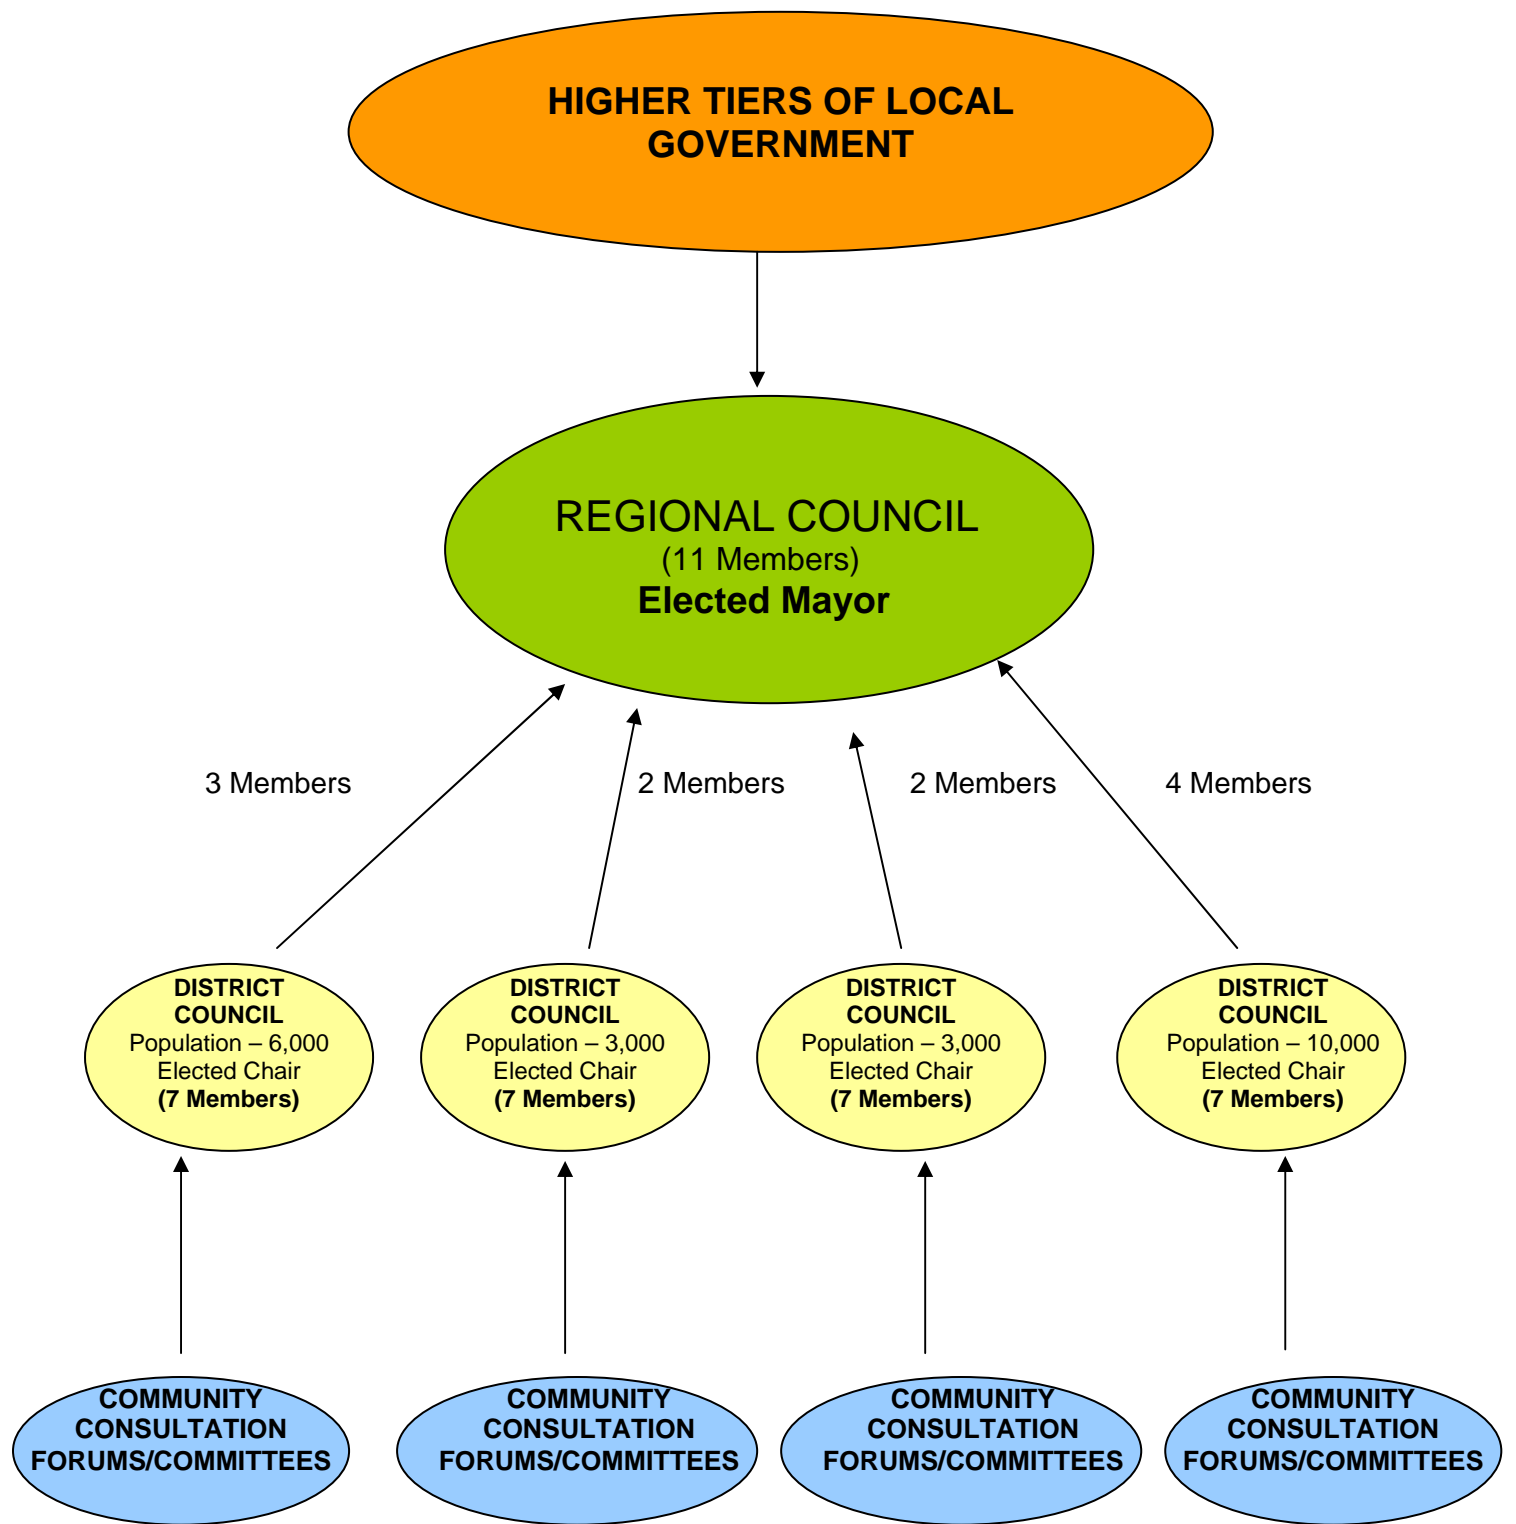 HIGHER TIERS OF LOCAL
GOVERNMENT
REGIONAL COUNCIL
(11 Members)
Elected Mayor
3 Members
2 Members
2 Members
4 Members
DISTRICT
COUNCIL
Population – 6,000
Elected Chair
(7 Members)
DISTRICT
COUNCIL
Population – 3,000
Elected Chair
(7 Members)
DISTRICT
COUNCIL
Population – 3,000
Elected Chair
(7 Members)
DISTRICT
COUNCIL
Population – 10,000
Elected Chair
(7 Members)
COMMUNITY
CONSULTATION
FORUMS/COMMITTEES
COMMUNITY
CONSULTATION
FORUMS/COMMITTEES
COMMUNITY
CONSULTATION
FORUMS/COMMITTEES
COMMUNITY
CONSULTATION
FORUMS/COMMITTEES